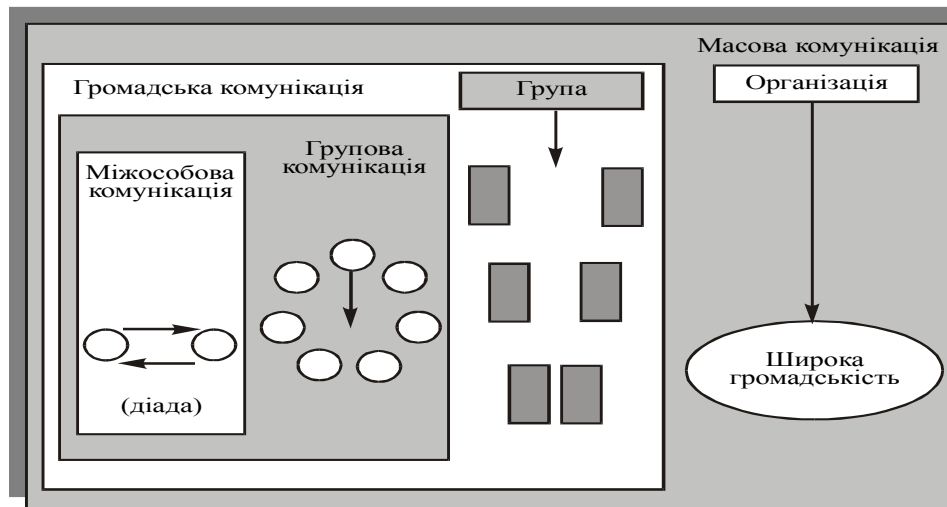 Масова комунікація
Організація
Громадська комунікація
Група
Групова
комунікація
Міжособова
комунікація
(діада)
Широка
громадськість